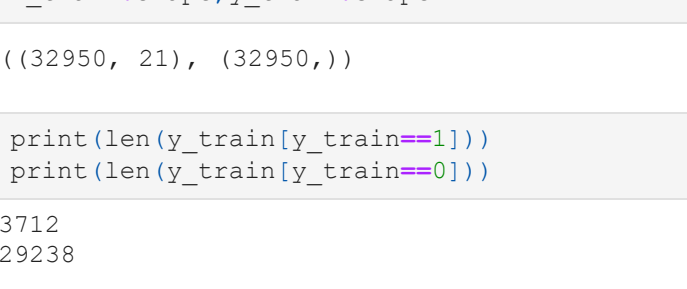 ((32950, 21), (32950,))
print(len(y_train[y_train==1]))
print(len(y_train[y_train==0]))
3712
29238